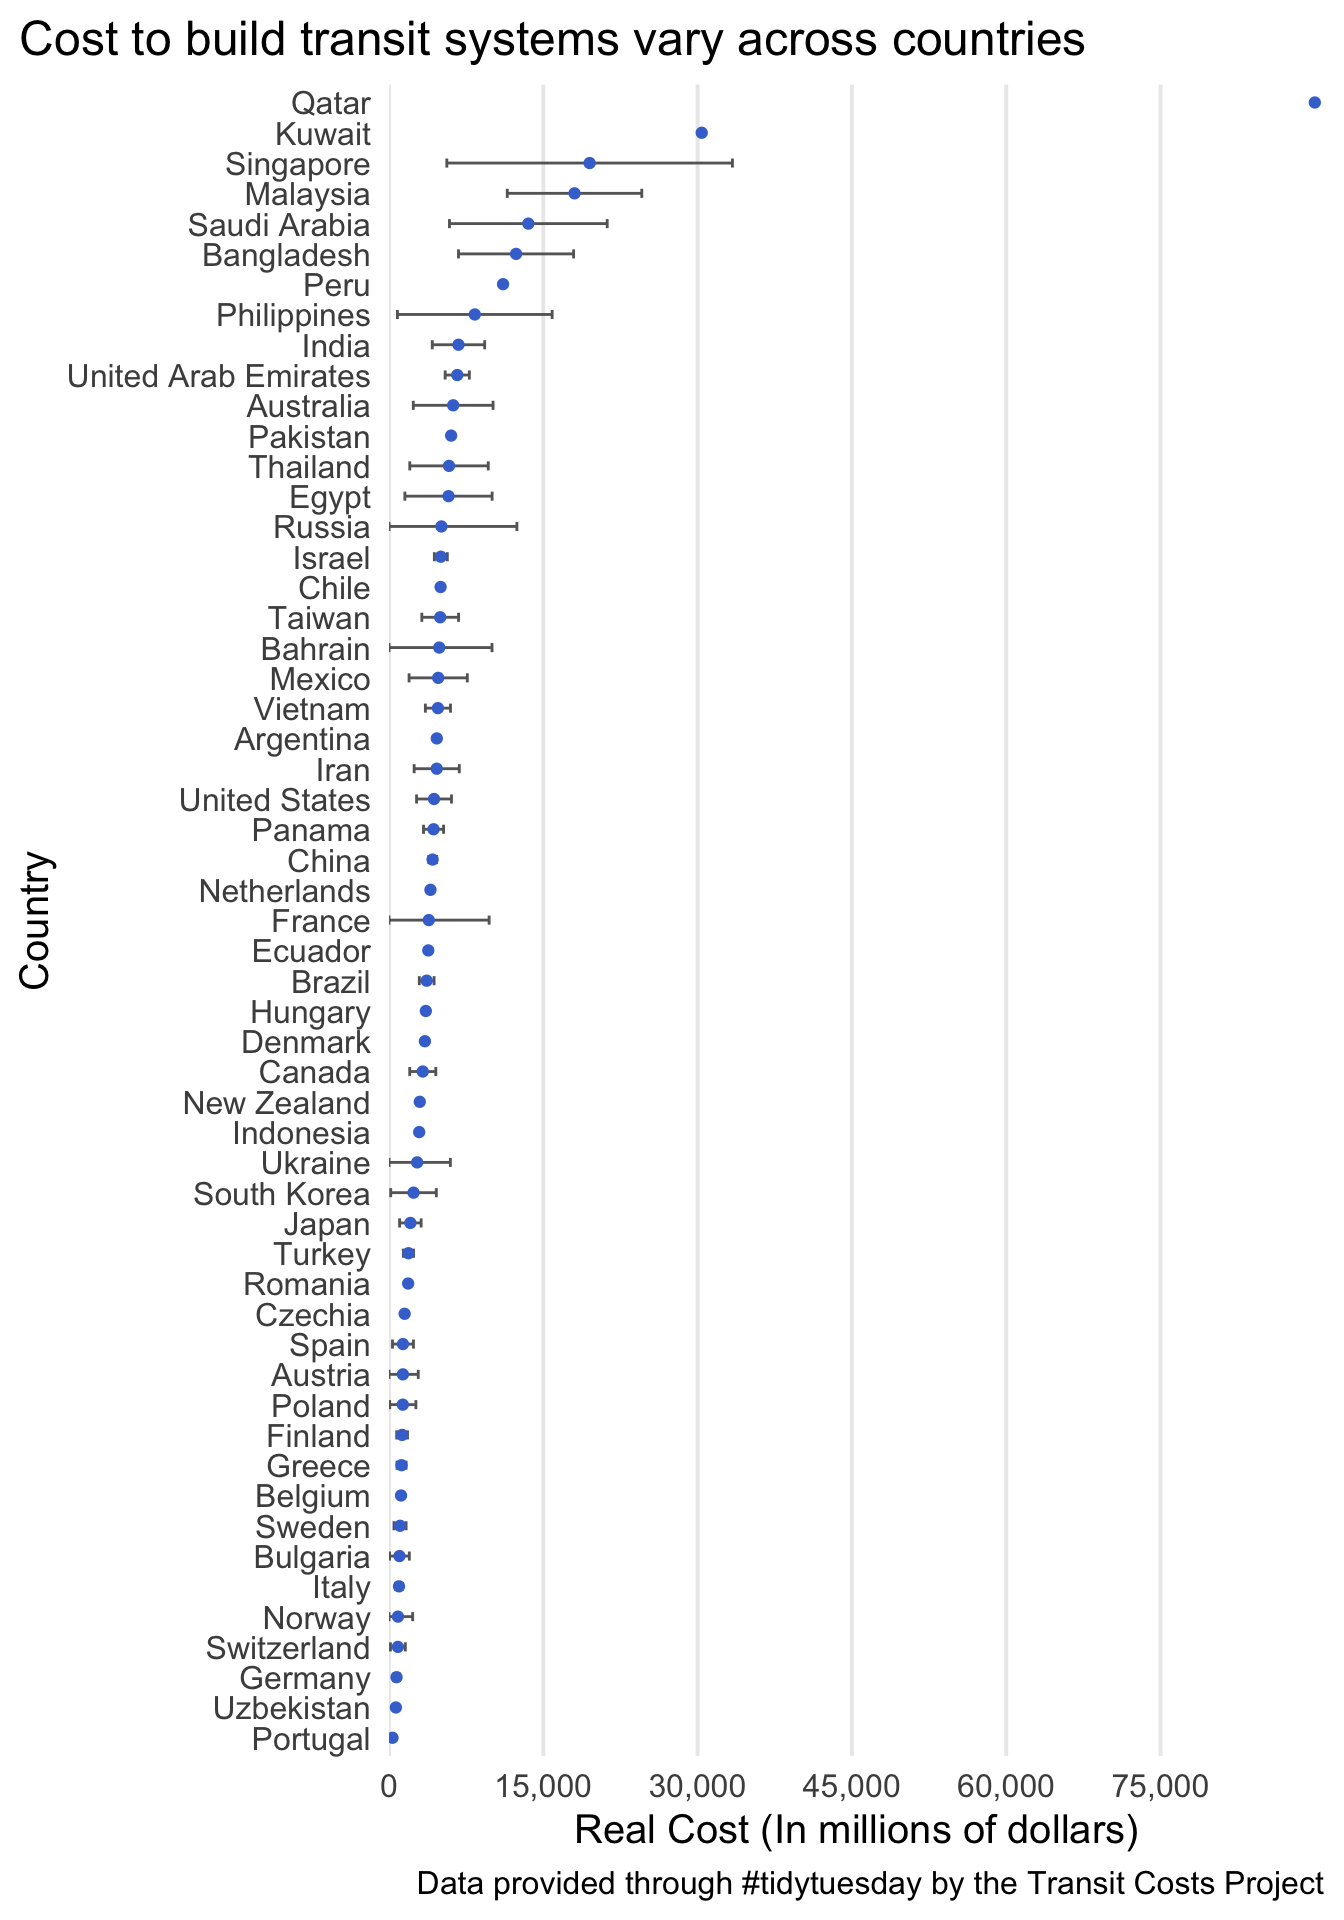 Cost to build transit systems vary across countries
Qatar
Kuwait
Singapore
Malaysia
Saudi Arabia
Bangladesh
Peru
Philippines
India
United Arab Emirates
Australia
Pakistan
Thailand
Egypt
Russia
Israel
Chile
Taiwan
Bahrain
Mexico
Vietnam
Argentina
Iran
United States
Panama
China
Netherlands
France
Ecuador
Brazil
Hungary
Denmark
Canada
New Zealand
Indonesia
Ukraine
South Korea
Japan
Turkey
Romania
Czechia
Spain
Austria
Poland
Finland
Greece
Belgium
Sweden
Bulgaria
Italy
Norway
Switzerland
Germany
Uzbekistan
Portugal
Country
0 15,000 30,000 45,000 60,000 75,000
Real Cost (In millions of dollars)
Data provided through #tidytuesday by the Transit Costs Project